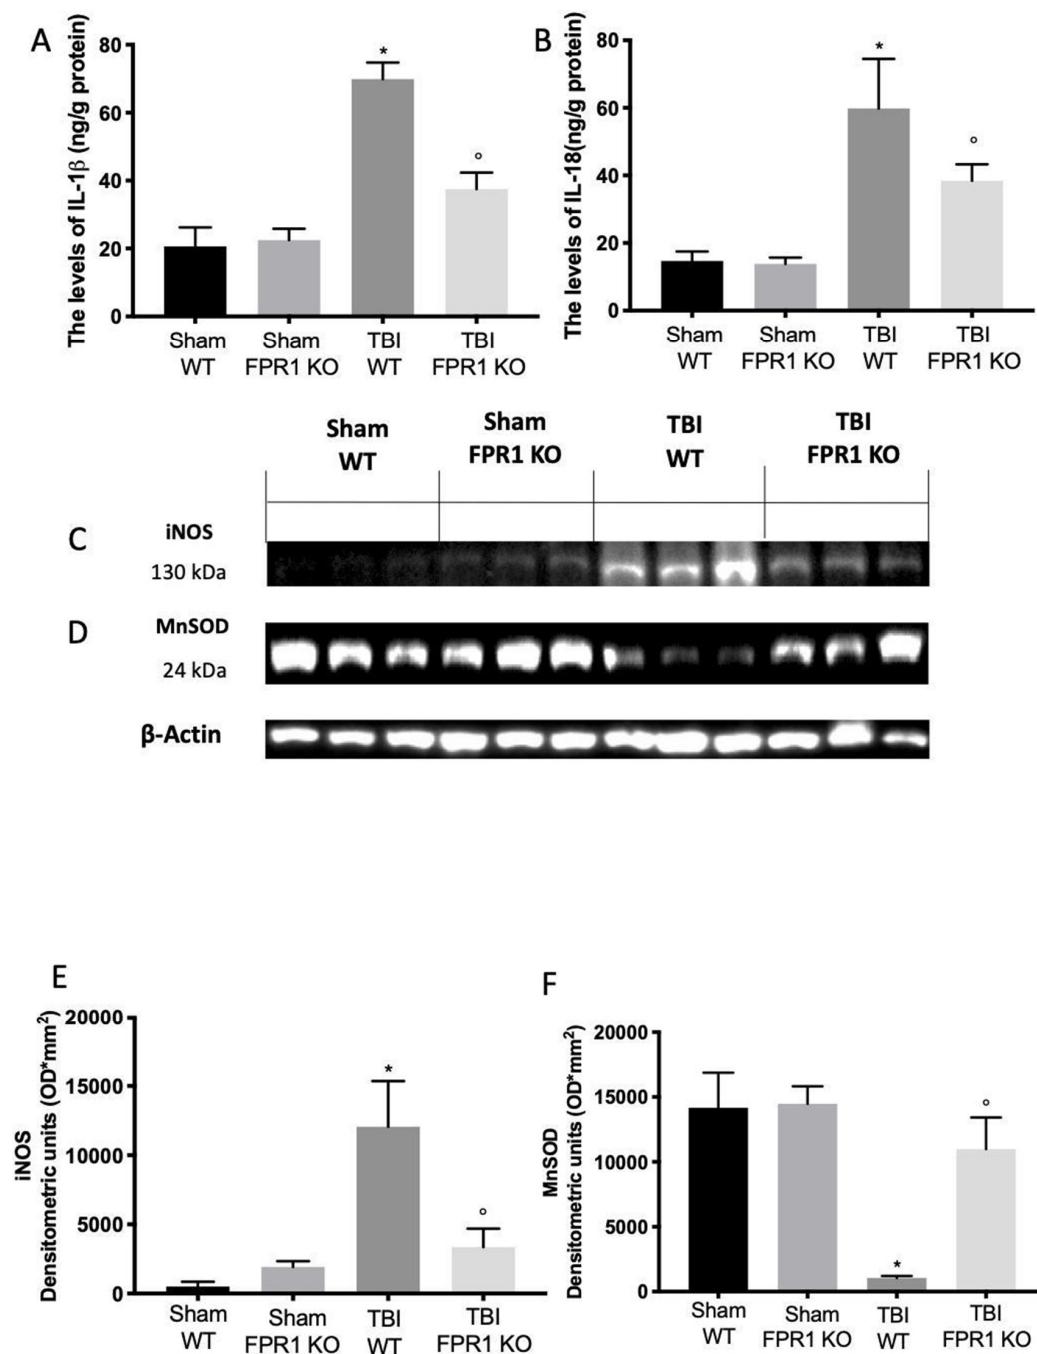 A
The levels of IL-1β (ng/g protein)
80
60
40
20
0
*
°
Sham
WT
Sham
FPR1 KO
TBI
WT
TBI
FPR1 KO
B
The levels of IL-18(ng/g protein)
80
60
40
20
0
*
°
Sham
WT
Sham
FPR1 KO
TBI
WT
TBI
FPR1 KO
Sham
WT
Sham
FPR1 KO
TBI
WT
TBI
FPR1 KO
C
iNOS
130 kDa
D
MnSOD
24 kDa
β-Actin
E
iNOS
Densitometric units (OD*mm²)
20000
15000
10000
5000
0
*
°
Sham
WT
Sham
FPR1 KO
TBI
WT
TBI
FPR1 KO
F
MnSOD
Densitometric units (OD*mm²)
20000
15000
10000
5000
0
*
°
Sham
WT
Sham
FPR1 KO
TBI
WT
TBI
FPR1 KO